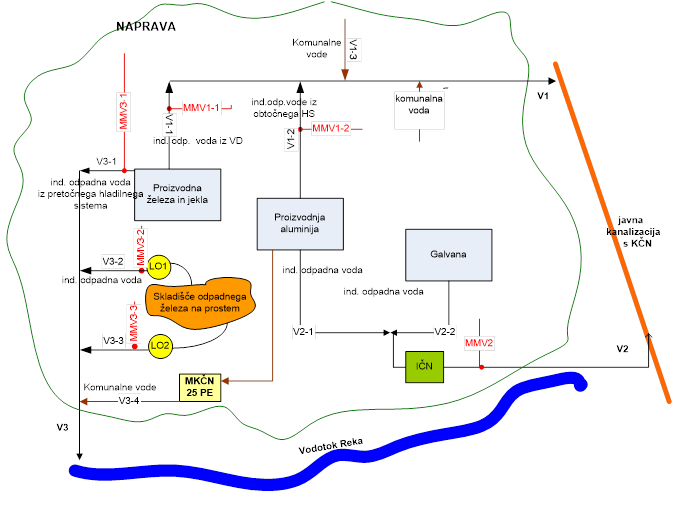 NAPRAVA
Komunalne
vode
V1-3
MMV3-1
MMV1-1
V1-1
ind. odp.  voda iz VD
ind.odp.vode iz
obtočnega HS
MMV1-2
V1-2
komunalna
voda
V1
V3-1
ind. odpadna voda
iz pretočnega hladilnega
sistema
Proizvodna
železa in jekla
Proizvodnja
aluminija
Galvana
javna
kanalizacija
s KČN
V3-2
MMV3-2
LO1
ind. odpadna voda
ind. odpadna voda
ind. odpadna voda
Skladišče odpadnega
železa na prostem
V3-3
MMV3-3
LO2
V2-1
V2-2
MMV2
V2
IČN
MKČN
25 PE
Komunalne vode
V3-4
V3
Vodotok Reka